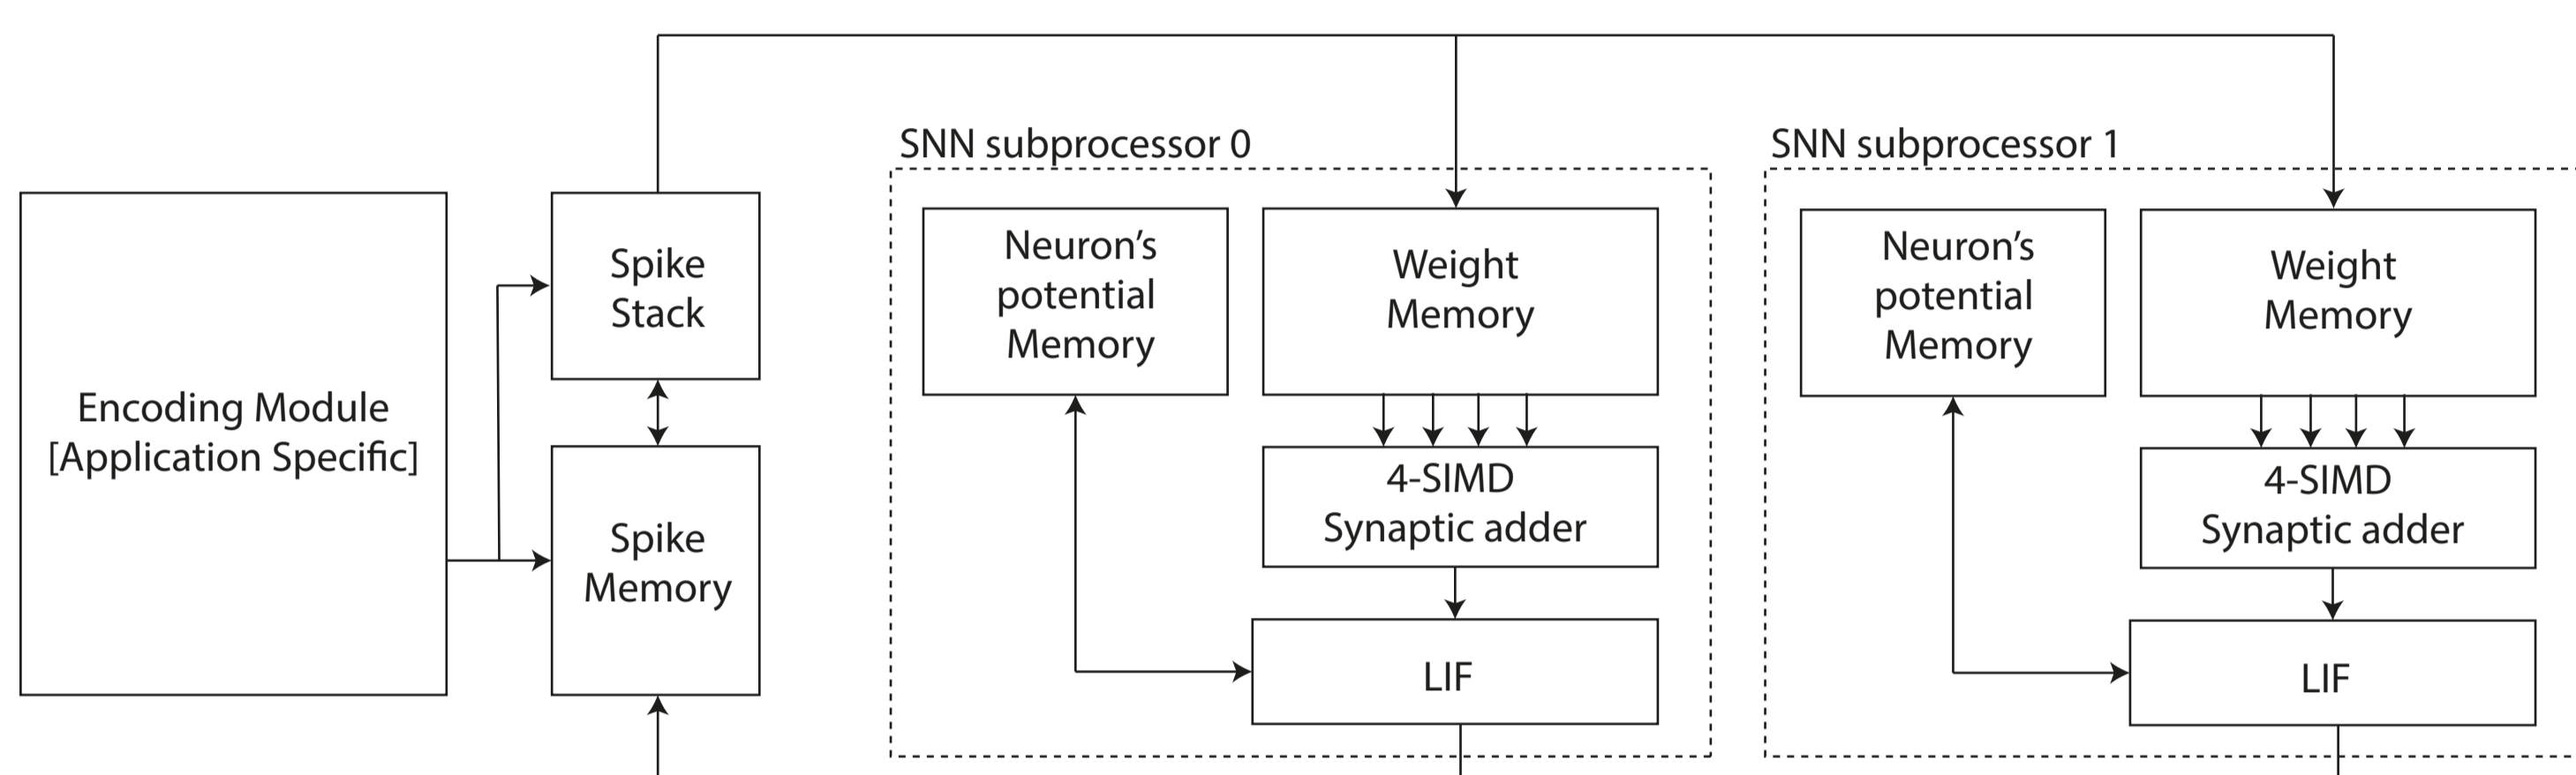 SNN subprocessor 0
SNN subprocessor 1
Encoding Module
[Application Specific]
Spike
Stack
Spike
Memory
Neuron’s
potential
Memory
Weight
Memory
4-SIMD
Synaptic adder
LIF
Neuron’s
potential
Memory
Weight
Memory
4-SIMD
Synaptic adder
LIF